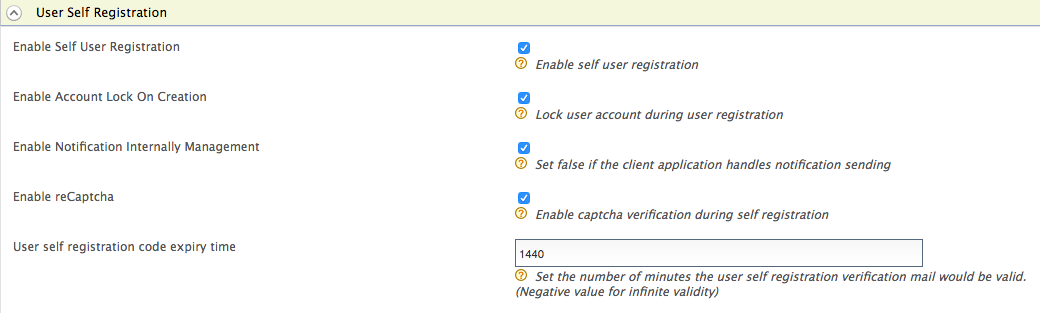 User Self Registration
Enable Self User Registration
? Enable self user registration
Enable Account Lock On Creation
? Lock user account during user registration
Enable Notification Internally Management
? Set false if the client application handles notification sending
Enable reCaptcha
? Enable captcha verification during self registration
User self registration code expiry time
1440
? Set the number of minutes the user self registration verification mail would be valid.
(Negative value for infinite validity)